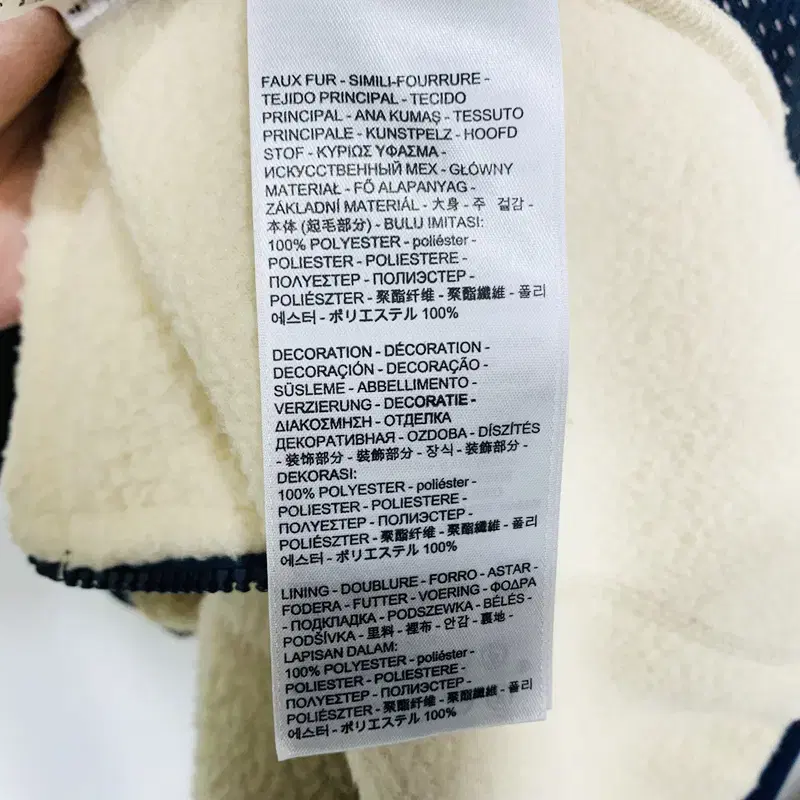 FAUX FUR - SIMILI-FOURRURE -
TEJIDO PRINCIPAL - TECIDO
PRINCIPAL - ANA KUMAŞ - TESSUTO
PRINCIPALE - KUNSTPELZ - HOOFD
STOF - ΚΥΡΙΩΣ ΥΦΑΣΜΑ -
ИСКУССТВЕННЫЙ МЕХ - GŁÓWNY
MATERIAŁ - FŐ ALAPANYAG -
ZÁKLADNÍ MATERIÁL - 大身 - 주 겉감 -
本体 (起毛部分) - BULU IMITASI:
100% POLYESTER - poliéster -
POLIESTER - POLIESTERE -
ΠΟΛΥΕΣΤΕΡ - ПОЛИЭСТЕР -
POLIÉSZTER - 聚酯纤维 - 聚酯纖維 - 폴리
에스터 - ポリエステル 100%
DECORATION - DÉCORATION -
DECORACIÓN - DECORAÇÃO -
SÜSLEME - ABBELLIMENTO -
VERZIERUNG - DECORATIE -
ΔΙΑΚΟΣΜΗΣΗ - ОТДЕЛКА
ДЕКОРАТИВНАЯ - OZDOBA - DÍSZÍTÉS
- 装饰部分 - 裝飾部分 - 장식 - 装飾部分 -
DEKORASI:
100% POLYESTER - poliéster -
POLIESTER - POLIESTERE -
ΠΟΛΥΕΣΤΕΡ - ПОЛИЭСТЕР -
POLIÉSZTER - 聚酯纤维 - 聚酯纖維 - 폴리
에스터 - ポリエステル 100%
LINING - DOUBLURE - FORRO - ASTAR -
FODERA - FUTTER - VOERING - ΦΟΔΡΑ
- ПОДКЛАДКА - PODSZEWKA - BÉLÉS -
PODŠÍVKA - 里料 - 裡布 - 안감 - 裏地 -
LAPISAN DALAM:
100% POLYESTER - poliéster -
POLIESTER - POLIESTERE -
ΠΟΛΥΕΣΤΕΡ - ПОЛИЭСТЕР -
POLIÉSZTER - 聚酯纤维 - 聚酯纖維 - 폴리
에스터 - ポリエステル 100%